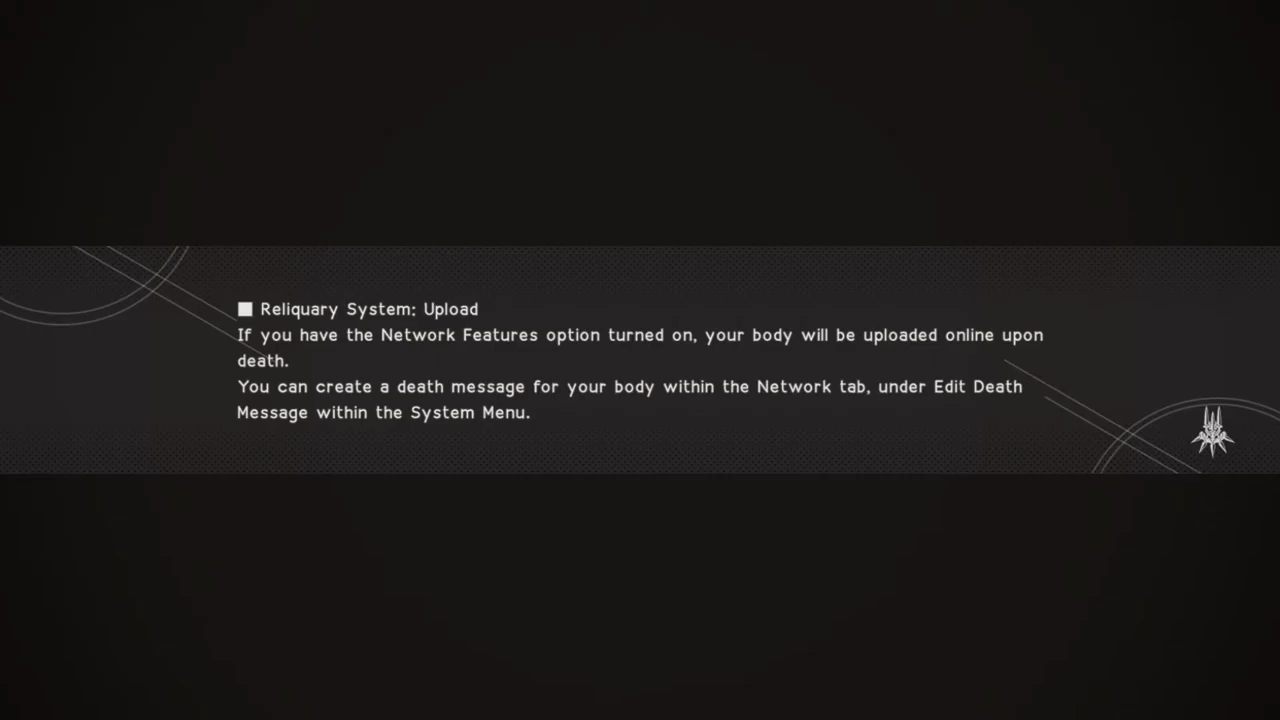 ■ Reliquary System: Upload
If you have the Network Features option turned on, your body will be uploaded online upon
death.
You can create a death message for your body within the Network tab, under Edit Death
Message within the System Menu.